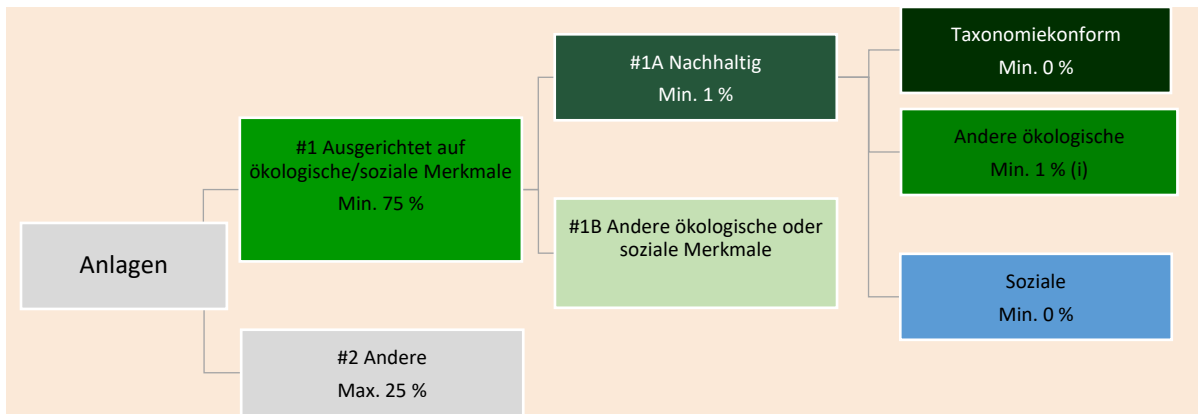 Anlagen
#1 Ausgerichtet auf
ökologische/soziale Merkmale
Min. 75 %
#2 Andere
Max. 25 %
#1A Nachhaltig
Min. 1 %
#1B Andere ökologische oder
soziale Merkmale
Taxonomiekonform
Min. 0 %
Andere ökologische
Min. 1 % (i)
Soziale
Min. 0 %